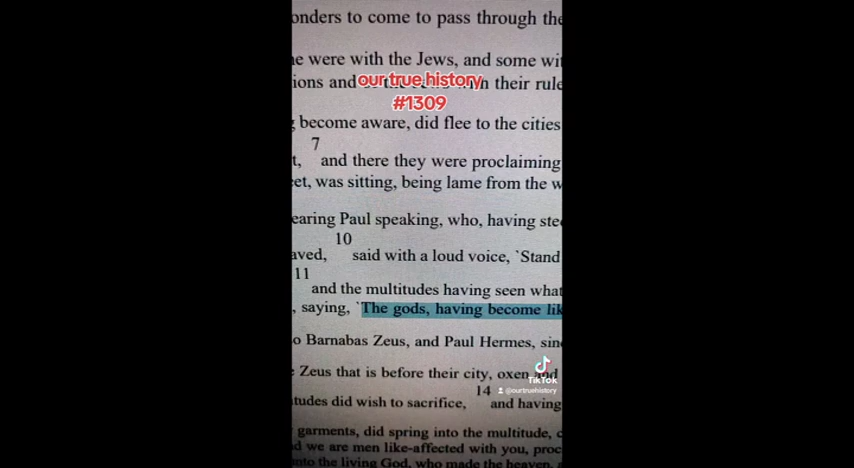 onders to come to pass through the
e were with the Jews, and some wi
ions and
our true history
h their rule
#1309
become aware, did flee to the cities
7
t, and there they were proclaiming
et, was sitting, being lame from the w
earing Paul speaking, who, having ste
10
aved, said with a loud voice, `Stand
11
and the multitudes having seen what
, saying, `The gods, having become lik
o Barnabas Zeus, and Paul Hermes, sin
Zeus that is before their city, oxen and
TikTok
14
@ourtruehistory
tudes did wish to sacrifice, and having
garments, did spring into the multitude, c
d we are men like-affected with you, proc
unto the living God, who made the heaven, a